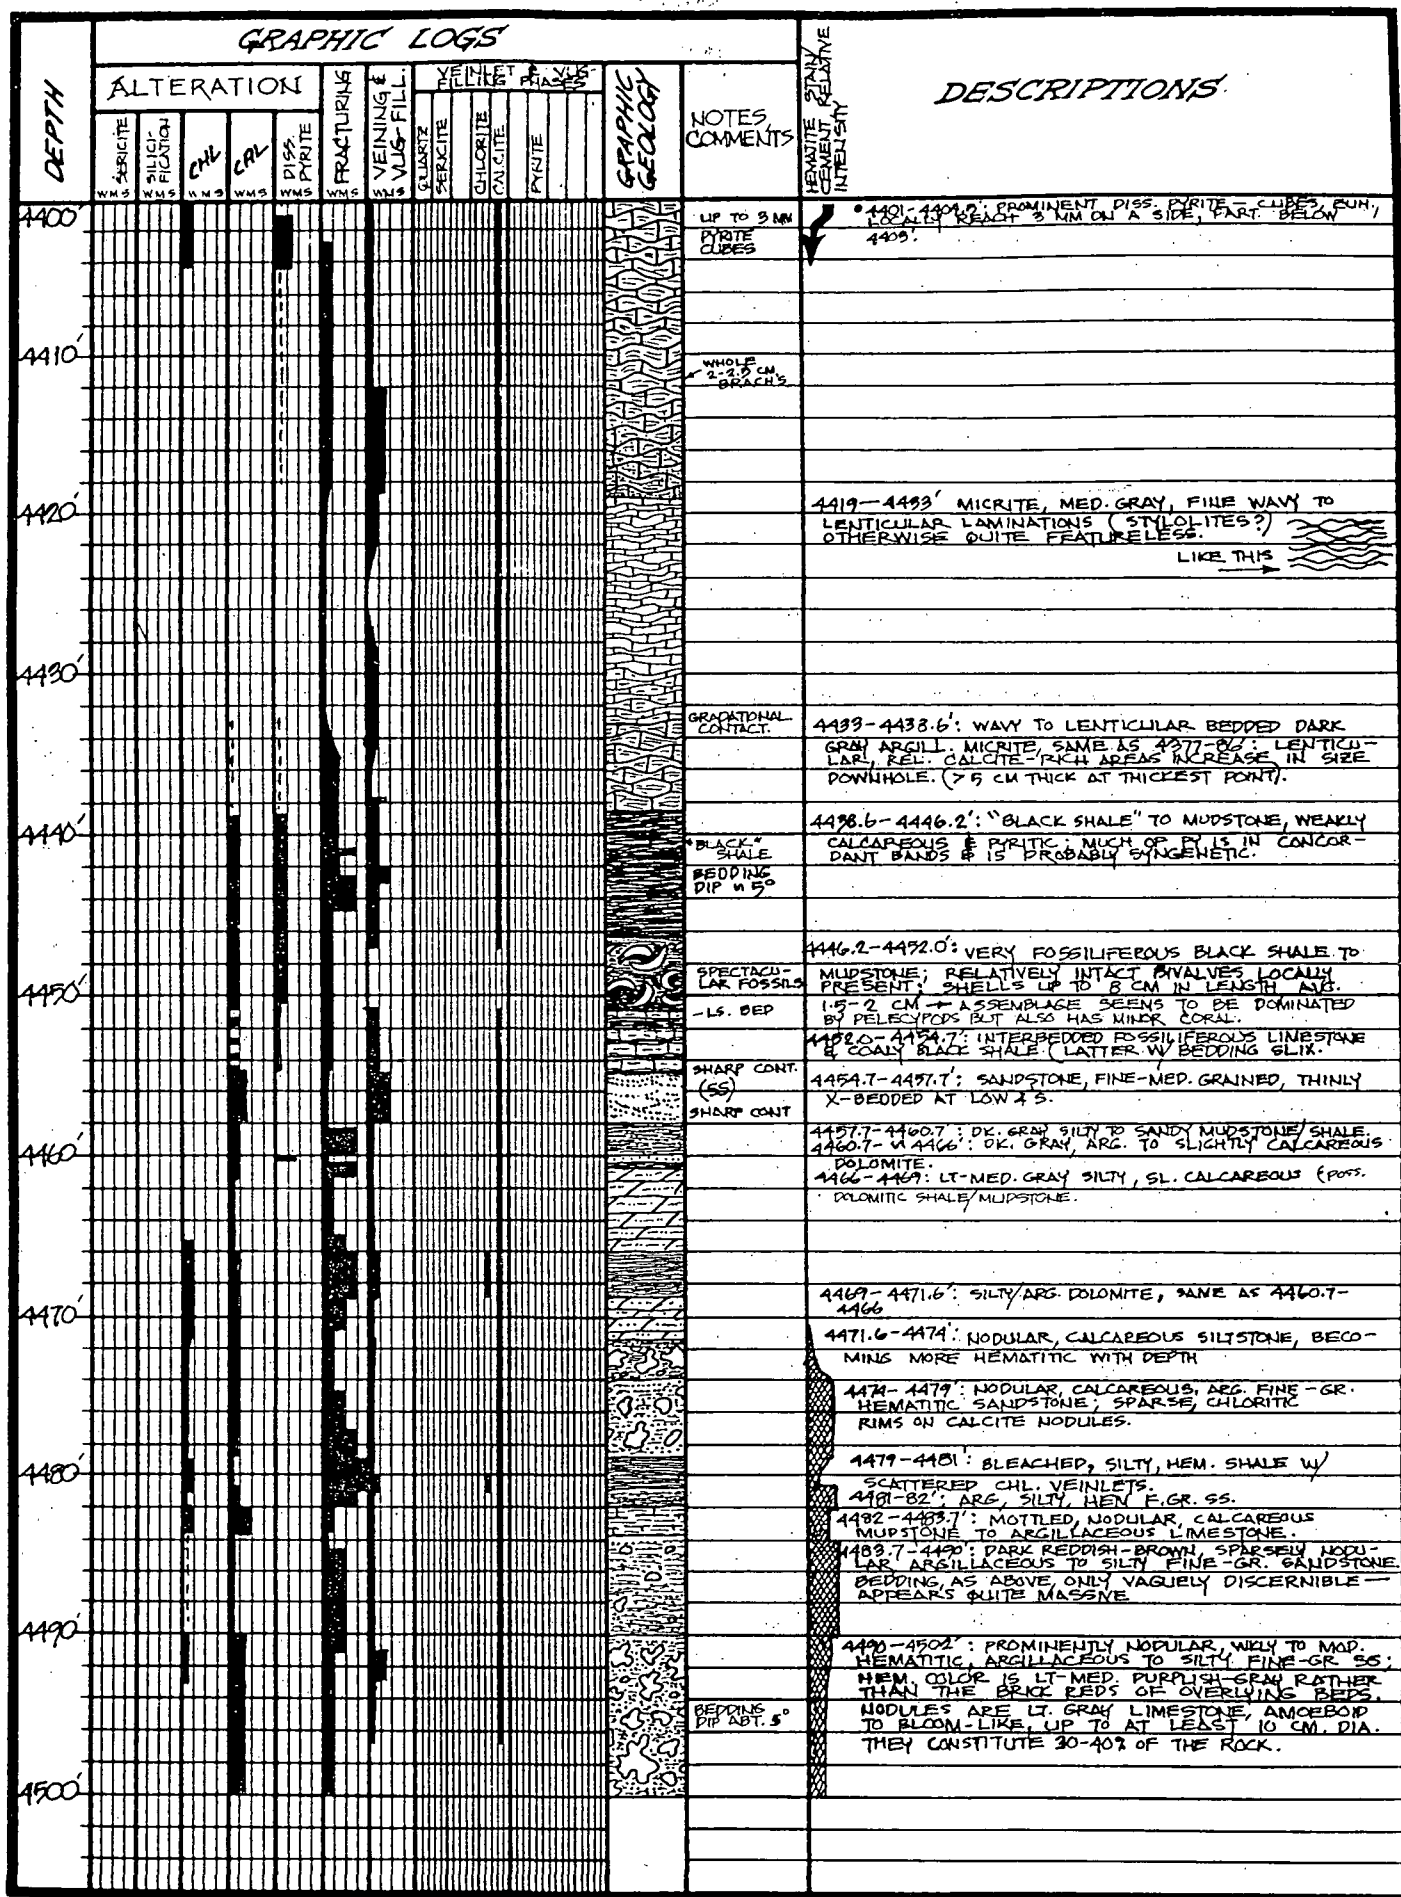 GRAPHIC LOGS
DEPTH
ALTERATION
SERICITE
SILICI-
FICATION
CHL
CAL
DISS.
PYRITE
FRACTURING
VEINING &
VUG-FILL.
VEINLET & VUG-
FILLING PHASES
QUARTZ
SERICITE
CHLORITE
CALCITE
PYRITE
WMS WMS WMS WMS WMS WMS WMS
GRAPHIC
GEOLOGY
NOTES,
COMMENTS
HEMATITE STAIN/
CEMENT RELATIVE
INTENSITY
DESCRIPTIONS
4400'
UP TO 3 MM
PYRITE
CUBES
• 4401-4404.5': PROMINENT DISS. PYRITE — CUBES, EUH.,
LOCALLY REACH 3 MM ON A SIDE, PART. BELOW
4403'.
4410'
WHOLE
2-2.5 CM
BRACH'S
4420'
4419-4433' MICRITE, MED. GRAY, FINE WAVY TO
LENTICULAR LAMINATIONS (STYLOLITES?)
OTHERWISE QUITE FEATURELESS.
LIKE THIS
4430'
GRADATIONAL
CONTACT.
4433-4438.6': WAVY TO LENTICULAR BEDDED DARK
GRAY ARGILL. MICRITE, SAME AS 4377-86': LENTICU-
LAR, REL. CALCITE-RICH AREAS INCREASE IN SIZE
DOWNHOLE. (>5 CM THICK AT THICKEST POINT).
4440'
"BLACK"
SHALE
BEDDING
DIP ~ 5°
4438.6-4446.2': "BLACK SHALE" TO MUDSTONE, WEAKLY
CALCAREOUS & PYRITIC; MUCH OF PY IS IN CONCOR-
DANT BANDS & IS PROBABLY SYNGENETIC.
4446.2-4452.0': VERY FOSSILIFEROUS BLACK SHALE TO
MUDSTONE; RELATIVELY INTACT BIVALVES LOCALLY
PRESENT; SHELLS UP TO 8 CM IN LENGTH AVG.
1.5-2 CM → ASSEMBLAGE SEEMS TO BE DOMINATED
BY PELECYPODS BUT ALSO HAS MINOR CORAL.
4450'
SPECTACU-
LAR FOSSILS
- LS. BED
4452.0-4454.7': INTERBEDDED FOSSILIFEROUS LIMESTONE
& COALY BLACK SHALE (LATTER W/ BEDDING SLIX.
SHARP CONT.
(SS)
SHARP CONT
4454.7-4457.7': SANDSTONE, FINE-MED. GRAINED, THINLY
X-BEDDED AT LOW ∡'S.
4460'
4457.7-4460.7': DK. GRAY SILTY TO SANDY MUDSTONE/SHALE.
4460.7-~4466': DK. GRAY, ARG. TO SLIGHTLY CALCAREOUS
DOLOMITE.
4466-4469: LT-MED. GRAY SILTY, SL. CALCAREOUS (POSS.
DOLOMITIC SHALE/MUDSTONE.
4470'
4469-4471.6': SILTY/ARG. DOLOMITE, SAME AS 4460.7-
4466
4471.6-4474': NODULAR, CALCAREOUS SILTSTONE, BECO-
MING MORE HEMATITIC WITH DEPTH
4474-4479': NODULAR, CALCAREOUS, ARG. FINE-GR.
HEMATITIC SANDSTONE; SPARSE, CHLORITIC
RIMS ON CALCITE NODULES.
4480'
4479-4481': BLEACHED, SILTY, HEM. SHALE W/
SCATTERED CHL. VEINLETS.
4481-82': ARG, SILTY, HEM F.GR. SS.
4482-4483.7': MOTTLED, NODULAR, CALCAREOUS
MUDSTONE TO ARGILLACEOUS LIMESTONE.
4483.7-4490': DARK REDDISH-BROWN, SPARSELY NODU-
LAR ARGILLACEOUS TO SILTY FINE-GR. SANDSTONE.
BEDDING, AS ABOVE, ONLY VAGUELY DISCERNIBLE —
APPEARS QUITE MASSIVE
4490'
4490-4502': PROMINENTLY NODULAR, WKLY TO MOD.
HEMATITIC, ARGILLACEOUS TO SILTY FINE-GR SS;
HEM. COLOR IS LT-MED. PURPLISH-GRAY RATHER
THAN THE BRICK REDS OF OVERLYING BEDS.
NODULES ARE LT. GRAY LIMESTONE, AMOEBOID
TO BLOOM-LIKE, UP TO AT LEAST 10 CM. DIA.
THEY CONSTITUTE 30-40% OF THE ROCK.
BEDDING
DIP ABT. 5°
4500'